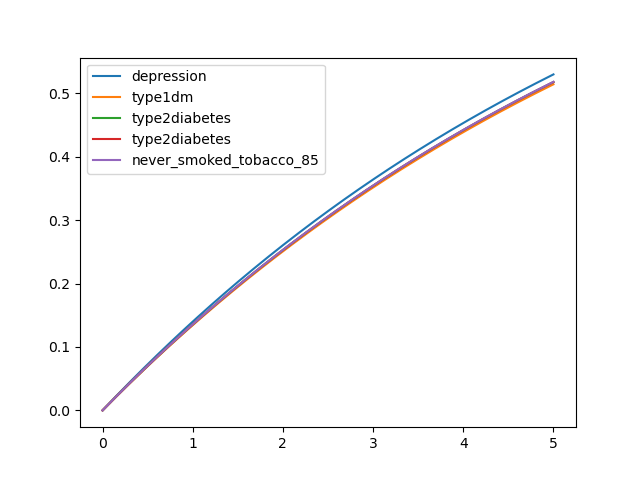 depression
type1dm
type2diabetes
type2diabetes
never_smoked_tobacco_85
0.5
0.4
0.3
0.2
0.1
0.0
0 1 2 3 4 5